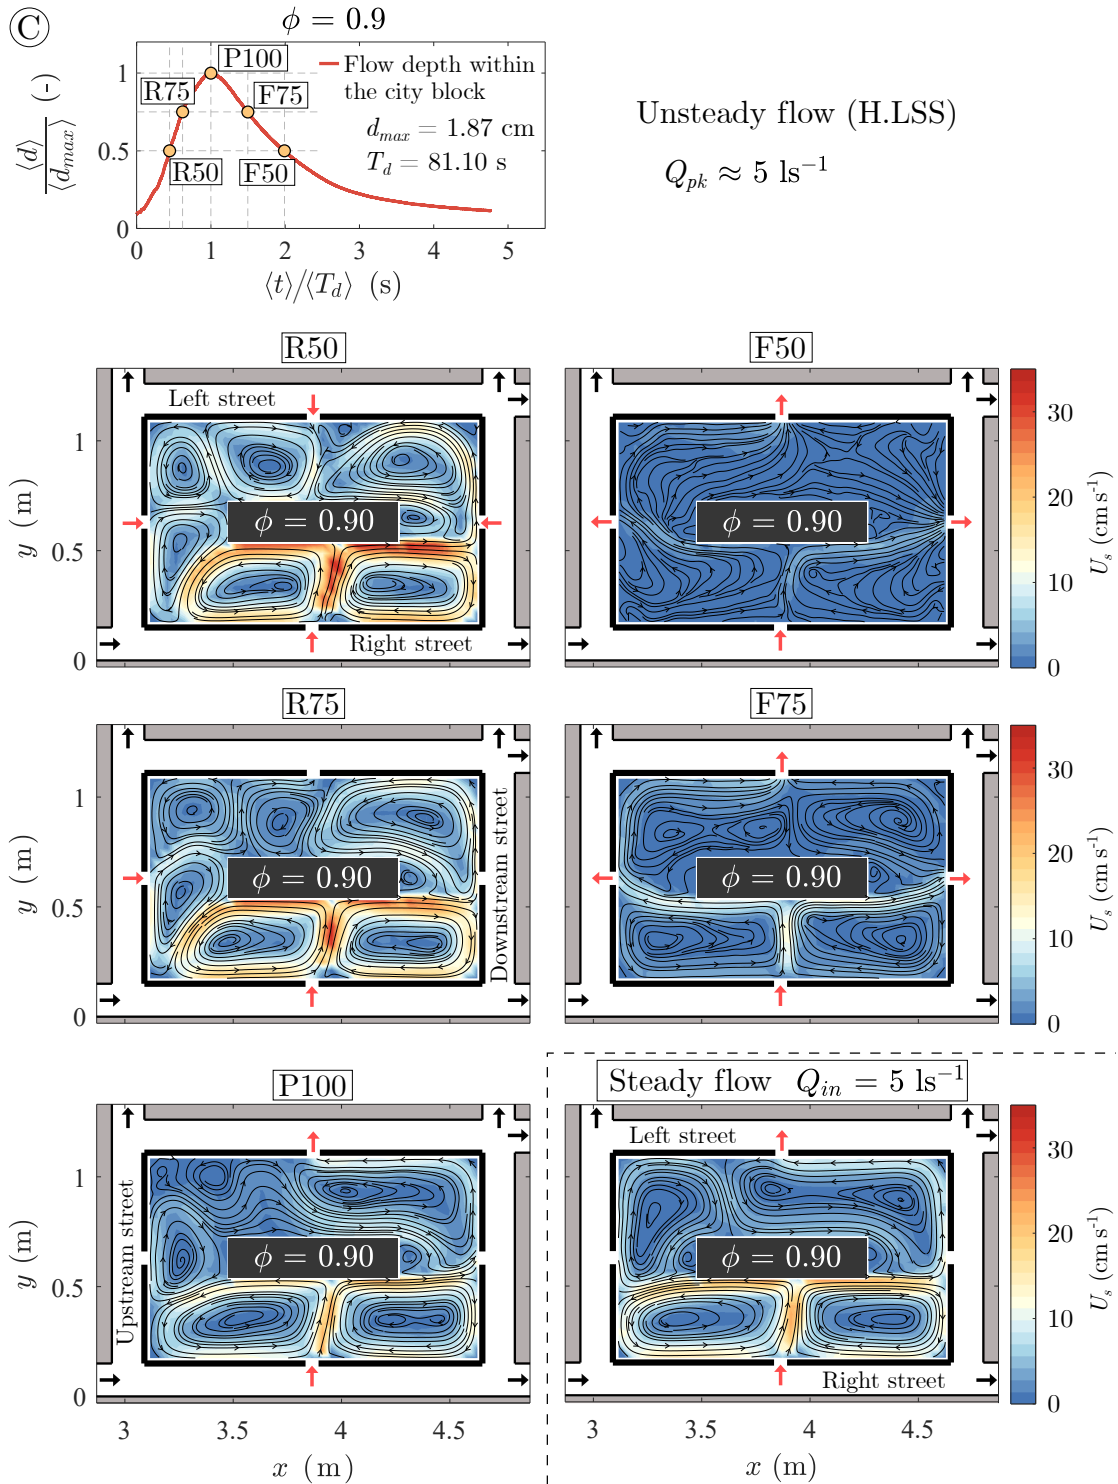 C
ϕ = 0.9
P100
R75
F75
R50
F50
Flow depth within
the city block
d_max = 1.87 cm
T_d = 81.10 s
⟨d⟩/⟨d_max⟩ (-)
1
0.5
0
0 1 2 3 4 5
⟨t⟩/⟨T_d⟩ (s)
Unsteady flow (H.LSS)
Q_pk ≈ 5 ls⁻¹
R50
Left street
ϕ = 0.90
Right street
y (m)
1
0.5
0
F50
ϕ = 0.90
30
20
10
0
U_s (cm s⁻¹)
R75
ϕ = 0.90
Downstream street
y (m)
1
0.5
0
F75
ϕ = 0.90
30
20
10
0
U_s (cm s⁻¹)
P100
Upstream street
ϕ = 0.90
y (m)
1
0.5
0
3 3.5 4 4.5
x (m)
Steady flow Q_in = 5 ls⁻¹
Left street
ϕ = 0.90
Right street
3 3.5 4 4.5
x (m)
30
20
10
0
U_s (cm s⁻¹)